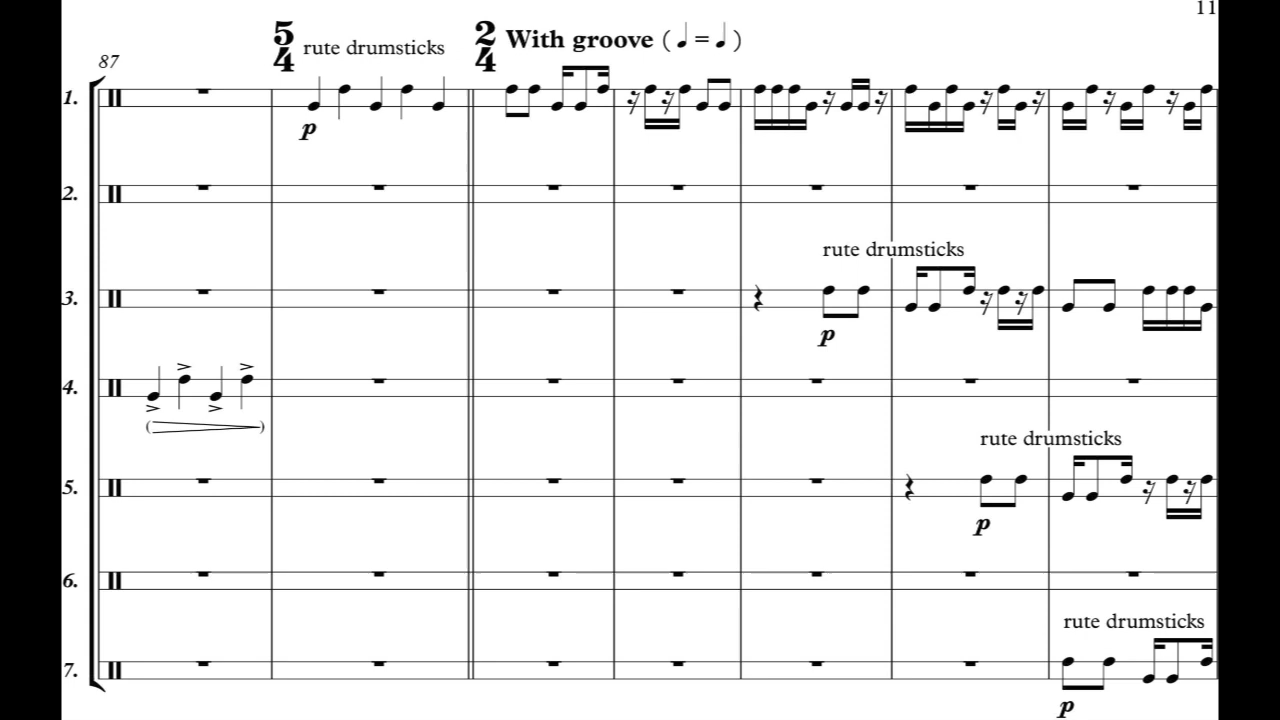 11
87
5
4
rute drumsticks
2
4
With groove (♩=♩)
1.
p
2.
rute drumsticks
3.
p
4.
rute drumsticks
5.
p
6.
rute drumsticks
7.
p